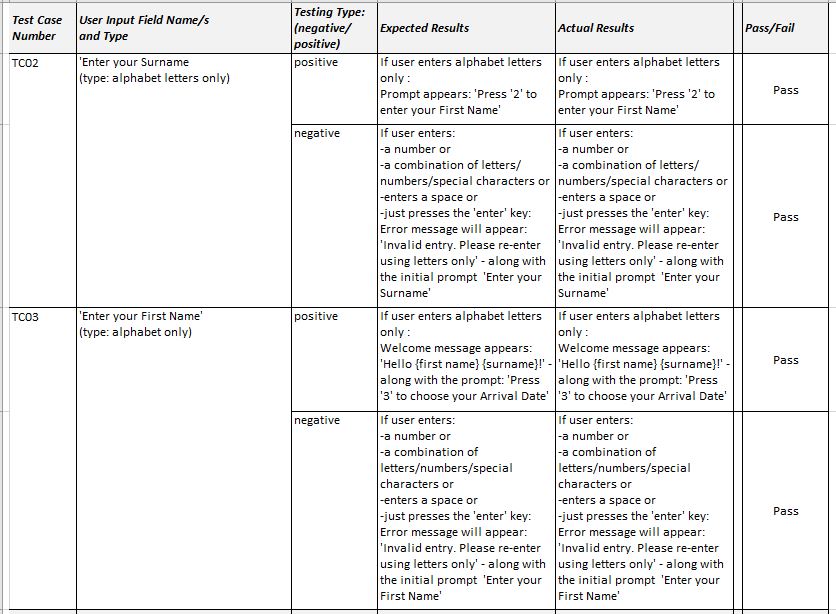 Test Case
Number
User Input Field Name/s
and Type
Testing Type:
(negative/
positive)
Expected Results
Actual Results
Pass/Fail
TC02
'Enter your Surname
(type: alphabet letters only)
positive
If user enters alphabet letters
only :
Prompt appears: 'Press '2' to
enter your First Name'
If user enters alphabet letters
only :
Prompt appears: 'Press '2' to
enter your First Name'
Pass
negative
If user enters:
-a number or
-a combination of letters/
numbers/special characters or
-enters a space or
-just presses the 'enter' key:
Error message will appear:
'Invalid entry. Please re-enter
using letters only' - along with
the initial prompt 'Enter your
Surname'
If user enters:
-a number or
-a combination of letters/
numbers/special characters or
-enters a space or
-just presses the 'enter' key:
Error message will appear:
'Invalid entry. Please re-enter
using letters only' - along with
the initial prompt 'Enter your
Surname'
Pass
TC03
'Enter your First Name'
(type: alphabet only)
positive
If user enters alphabet letters
only :
Welcome message appears:
'Hello {first name} {surname}!' -
along with the prompt: 'Press
'3' to choose your Arrival Date'
If user enters alphabet letters
only :
Welcome message appears:
'Hello {first name} {surname}!' -
along with the prompt: 'Press
'3' to choose your Arrival Date'
Pass
negative
If user enters:
-a number or
-a combination of
letters/numbers/special
characters or
-enters a space or
-just presses the 'enter' key:
Error message will appear:
'Invalid entry. Please re-enter
using letters only' - along with
the initial prompt 'Enter your
First Name'
If user enters:
-a number or
-a combination of
letters/numbers/special
characters or
-enters a space or
-just presses the 'enter' key:
Error message will appear:
'Invalid entry. Please re-enter
using letters only' - along with
the initial prompt 'Enter your
First Name'
Pass